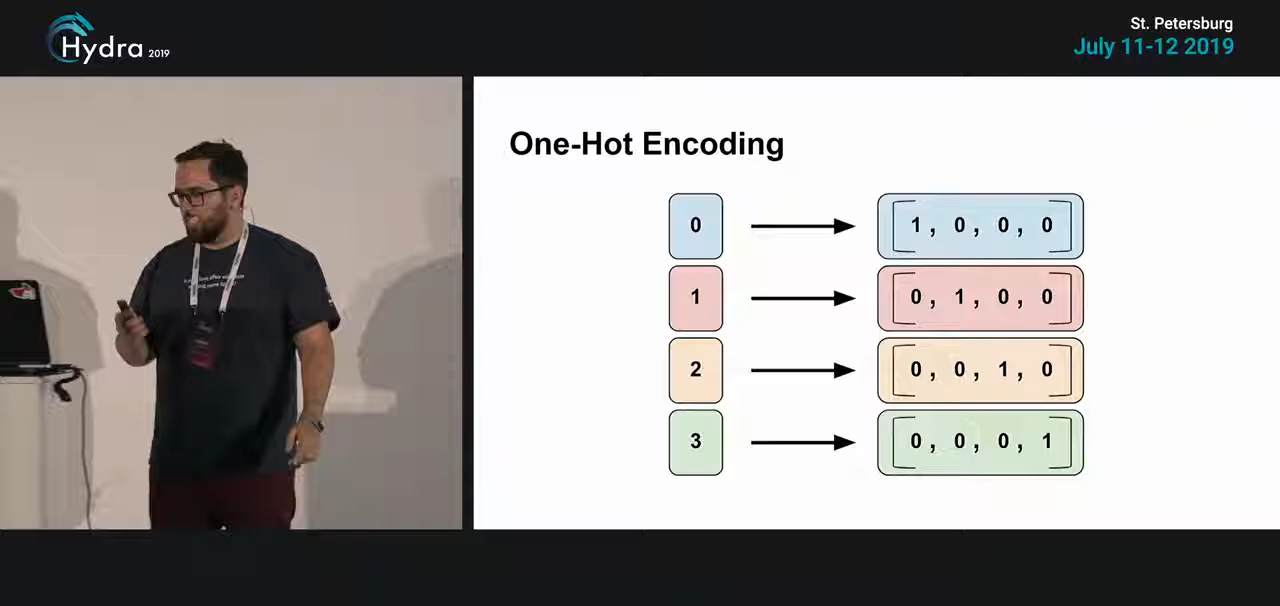 Hydra 2019
St. Petersburg
July 11-12 2019
One-Hot Encoding
0 [1, 0, 0, 0]
1 [0, 1, 0, 0]
2 [0, 0, 1, 0]
3 [0, 0, 0, 1]